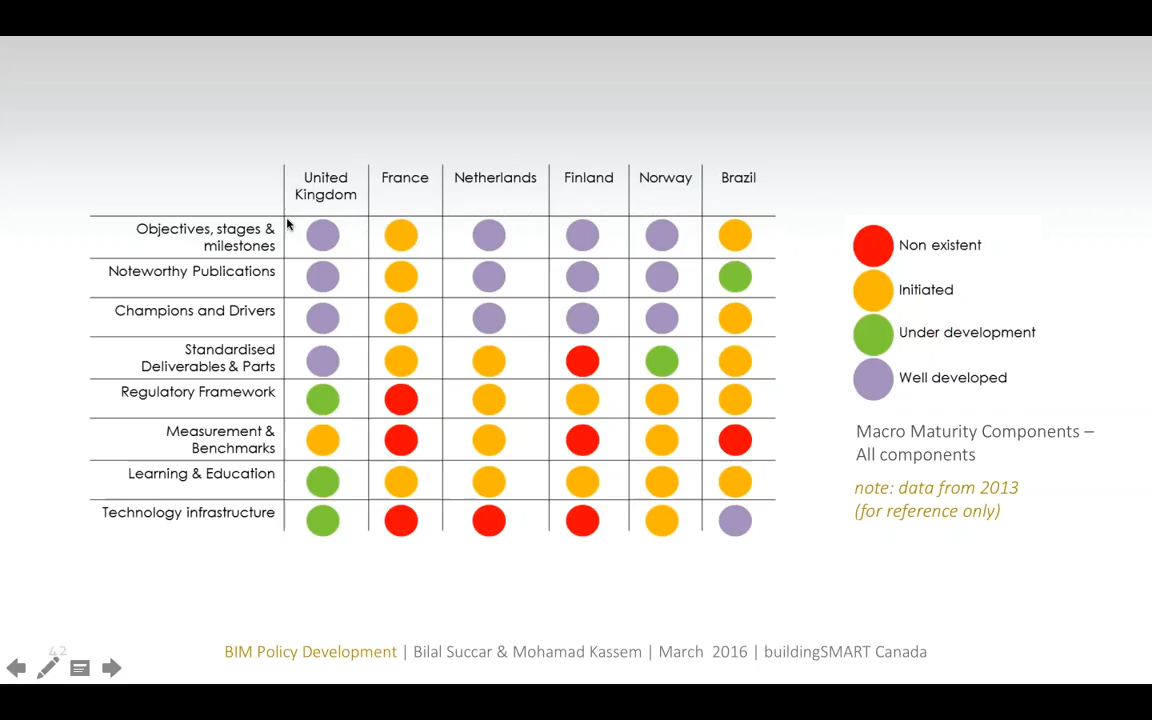 United Kingdom France Netherlands Finland Norway Brazil
Objectives, stages &
milestones
Noteworthy Publications
Champions and Drivers
Standardised
Deliverables & Parts
Regulatory Framework
Measurement &
Benchmarks
Learning & Education
Technology infrastructure
Non existent
Initiated
Under development
Well developed
Macro Maturity Components –
All components
note: data from 2013
(for reference only)
42
BIM Policy Development | Bilal Succar & Mohamad Kassem | March 2016 | buildingSMART Canada